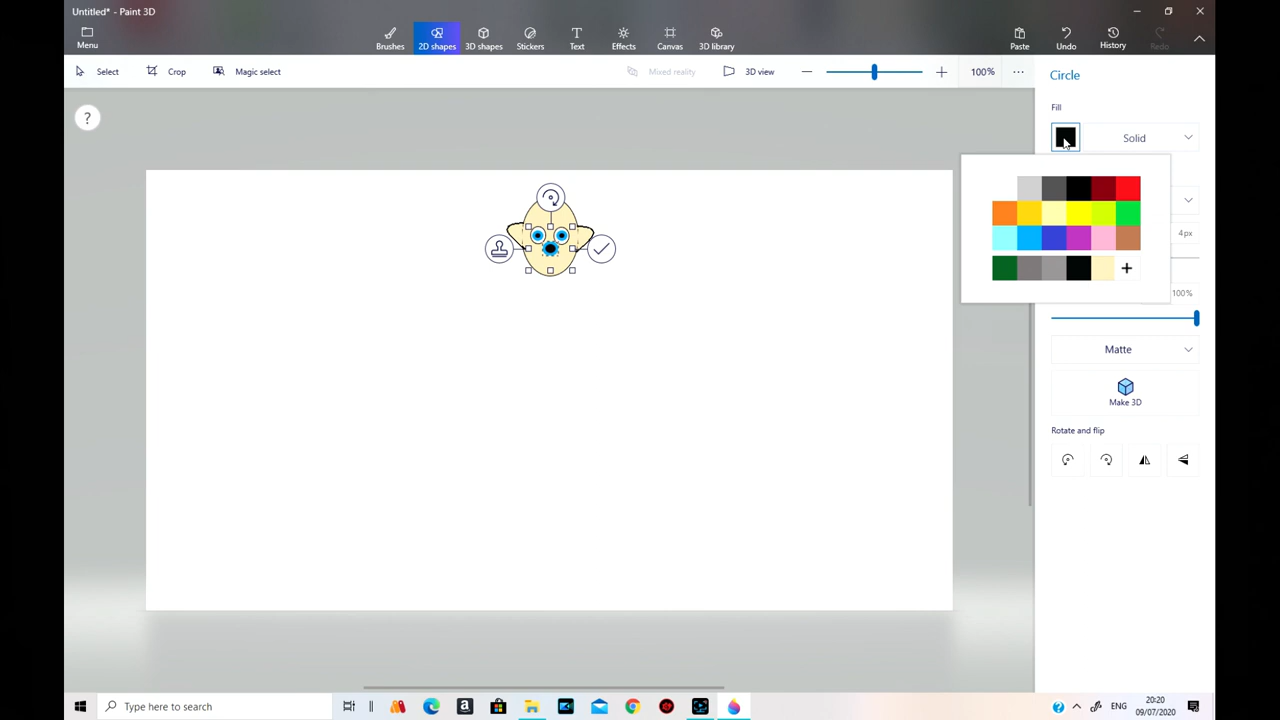 Untitled* - Paint 3D
Menu
Brushes
2D shapes
3D shapes
Stickers
Text
Effects
Canvas
3D library
Paste
Undo
History
Redo
Select
Crop
Magic select
Mixed reality
3D view
100%
Circle
?
Fill
Solid
4px
100%
Matte
Make 3D
Rotate and flip
Type here to search
ENG
20:20
09/07/2020